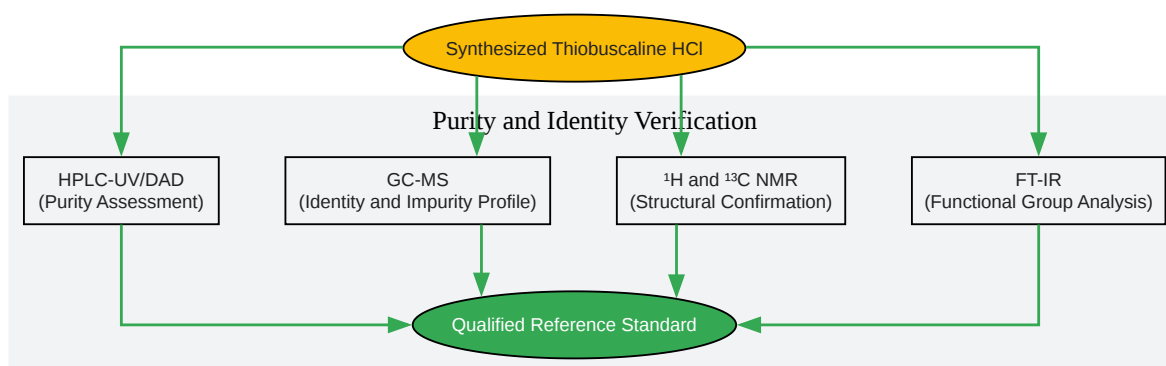 Synthesized Thiobuscaline HCl
Purity and Identity Verification
HPLC-UV/DAD
(Purity Assessment)
GC-MS
(Identity and Impurity Profile)
¹H and ¹³C NMR
(Structural Confirmation)
FT-IR
(Functional Group Analysis)
Qualified Reference Standard